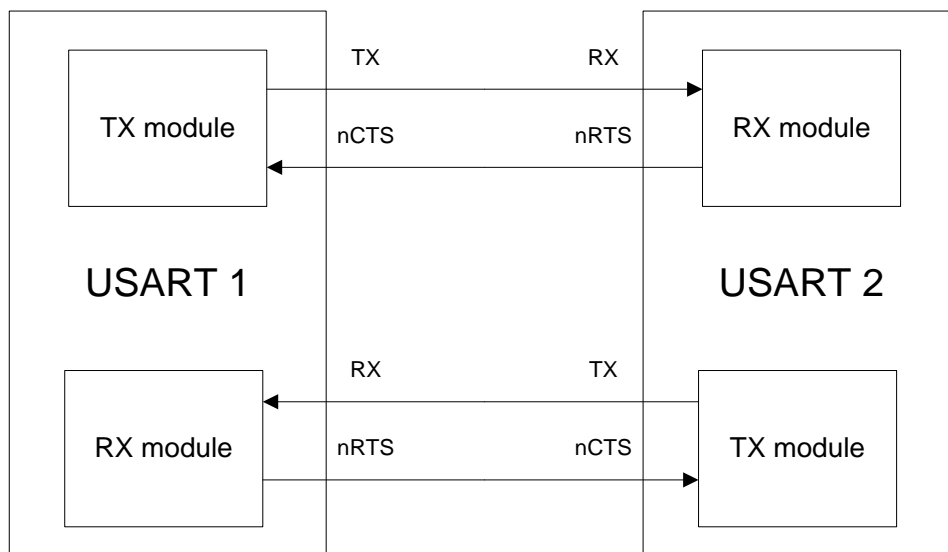 TX RX
TX module RX module
nCTS nRTS
USART 1 USART 2
RX TX
RX module TX module
nRTS nCTS